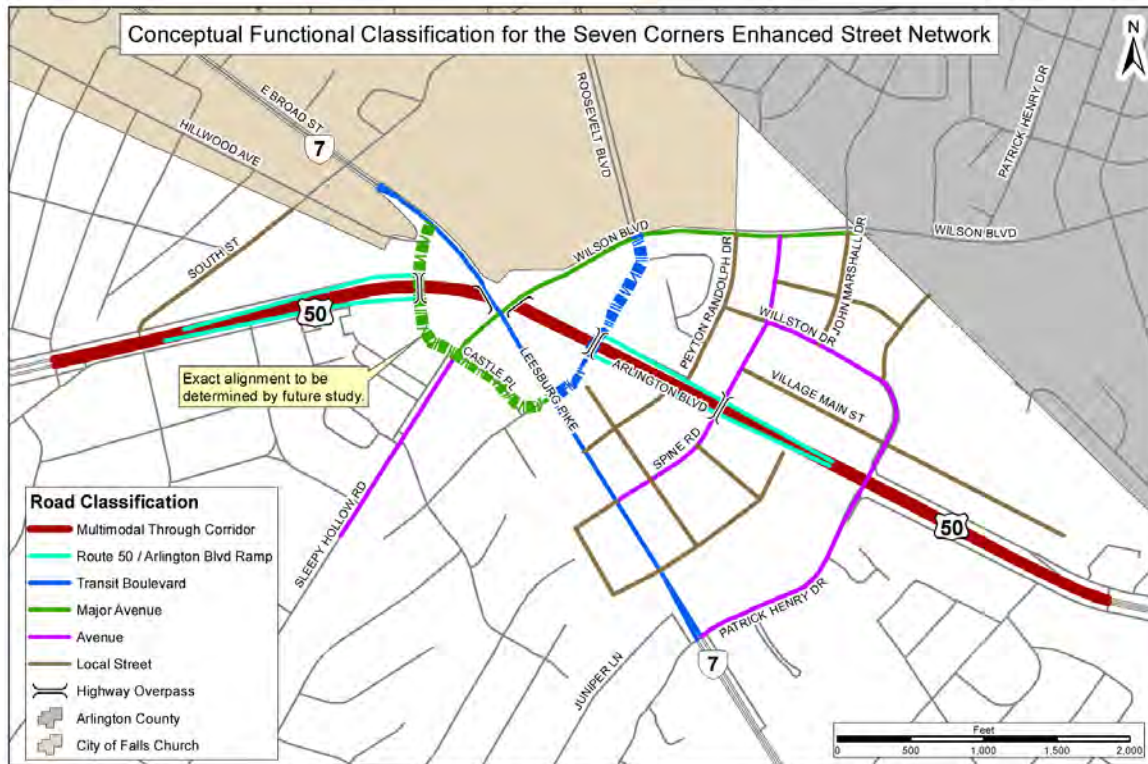 Conceptual Functional Classification for the Seven Corners Enhanced Street Network
N
E BROAD ST
7
HILLWOOD AVE
ROOSEVELT BLVD
PATRICK HENRY DR
SOUTH ST
WILSON BLVD
WILSON BLVD
PEYTON RANDOLPH DR
JOHN MARSHALL DR
50
WILLSTON DR
CASTLE PL
LEESBURG PIKE
ARLINGTON BLVD
VILLAGE MAIN ST
Exact alignment to be
determined by future study.
SPINE RD
50
SLEEPY HOLLOW RD
PATRICK HENRY DR
JUNIPER LN
7
Road Classification
Multimodal Through Corridor
Route 50 / Arlington Blvd Ramp
Transit Boulevard
Major Avenue
Avenue
Local Street
Highway Overpass
Arlington County
City of Falls Church
Feet
0 500 1,000 1,500 2,000